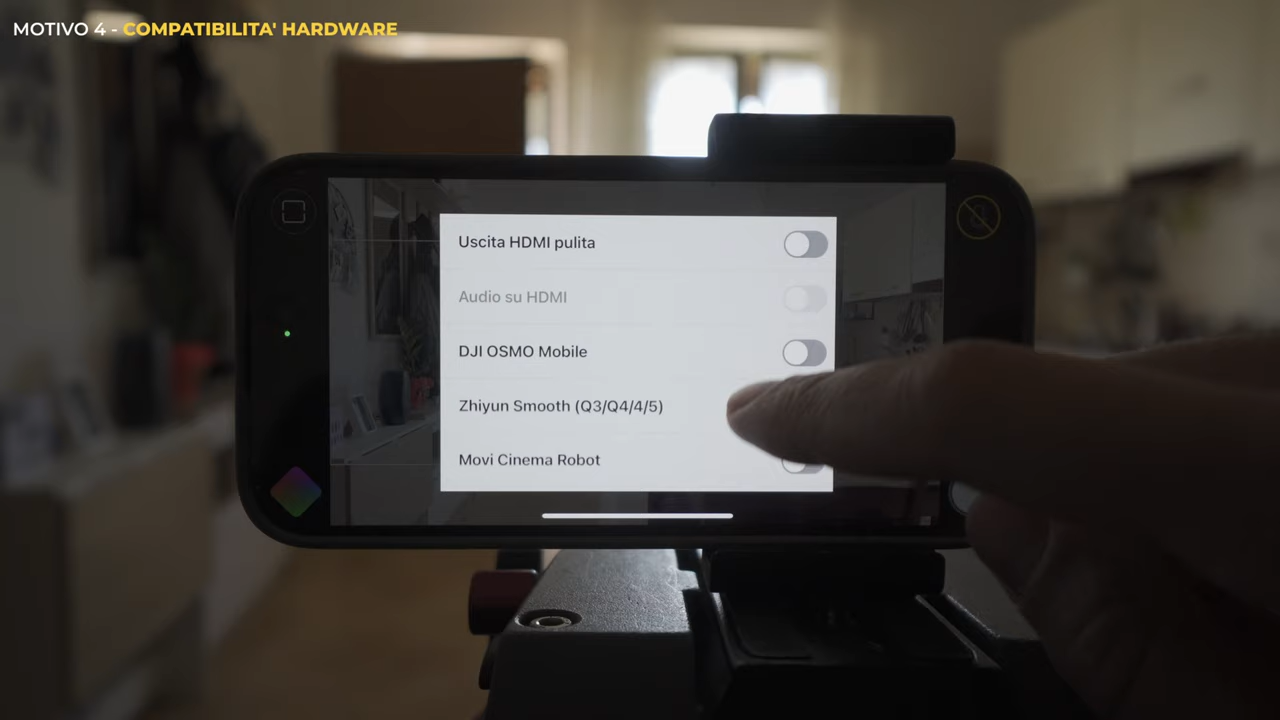 MOTIVO 4 - COMPATIBILITA' HARDWARE
Uscita HDMI pulita
Audio su HDMI
DJI OSMO Mobile
Zhiyun Smooth (Q3/Q4/4/5)
Movi Cinema Robot